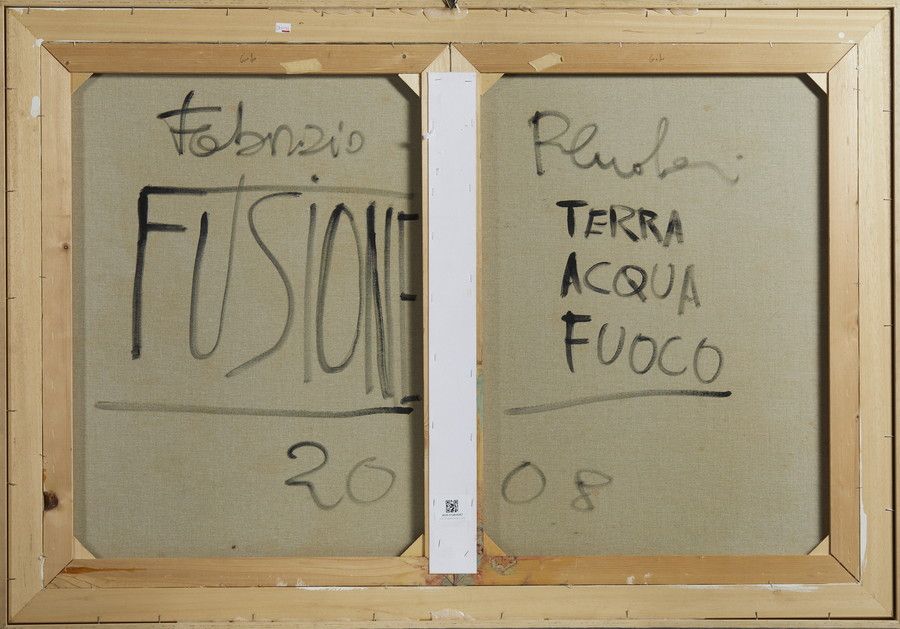 Fabrizio
FUSiONE
TERRA
ACQUA
FUOCO
20 08